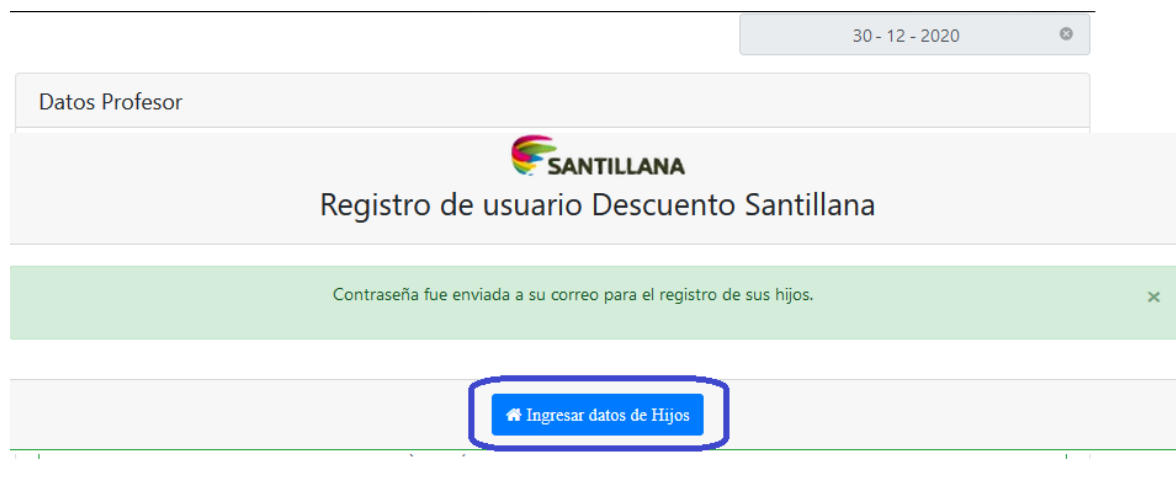 30 - 12 - 2020
Datos Profesor
SANTILLANA
Registro de usuario Descuento Santillana
Contraseña fue enviada a su correo para el registro de sus hijos.
×
Ingresar datos de Hijos